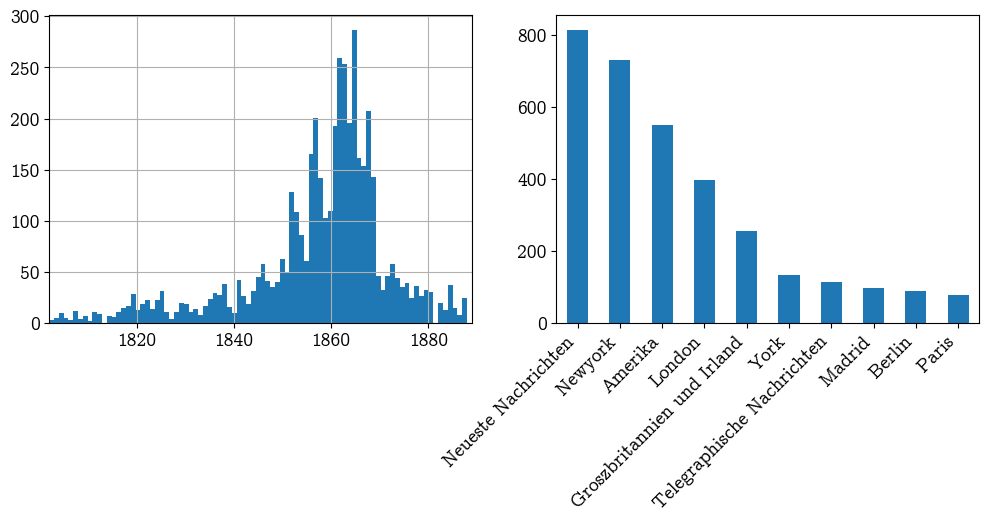 300
250
200
150
100
50
0
1820 1840 1860 1880
800
600
400
200
0
Neueste Nachrichten
Newyork
Amerika
London
Groszbritannien und Irland
York
Telegraphische Nachrichten
Madrid
Berlin
Paris